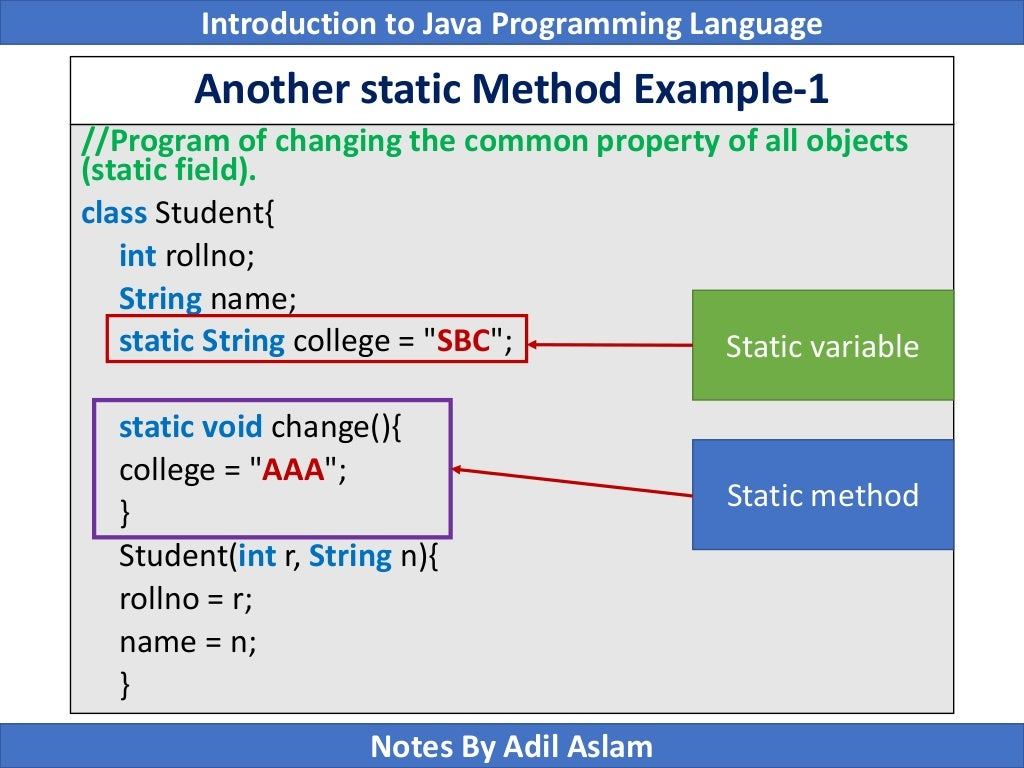 Introduction to Java Programming Language
Another static Method Example-1
//Program of changing the common property of all objects
(static field).
class Student{
int rollno;
String name;
static String college = "SBC";
Static variable
static void change(){
college = "AAA";
}
Static method
Student(int r, String n){
rollno = r;
name = n;
}
Notes By Adil Aslam